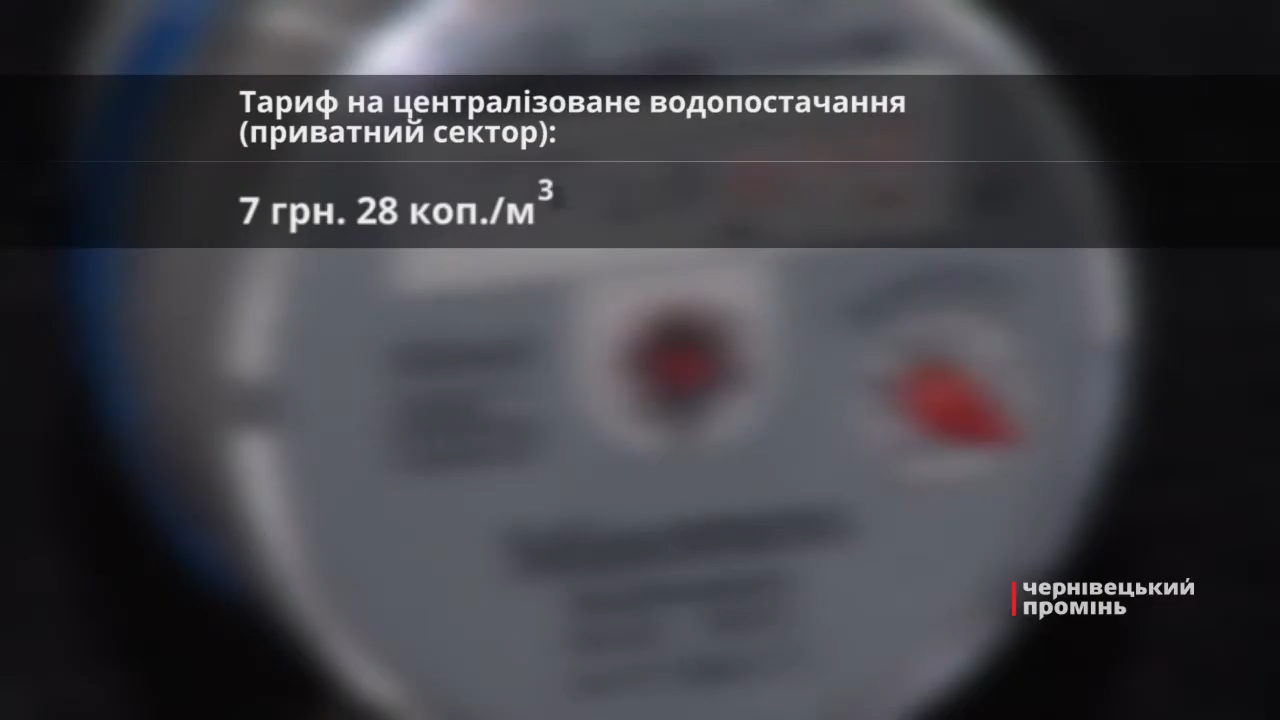 Тариф на централізоване водопостачання
(приватний сектор):
7 грн. 28 коп./м³
чернівецький
промінь